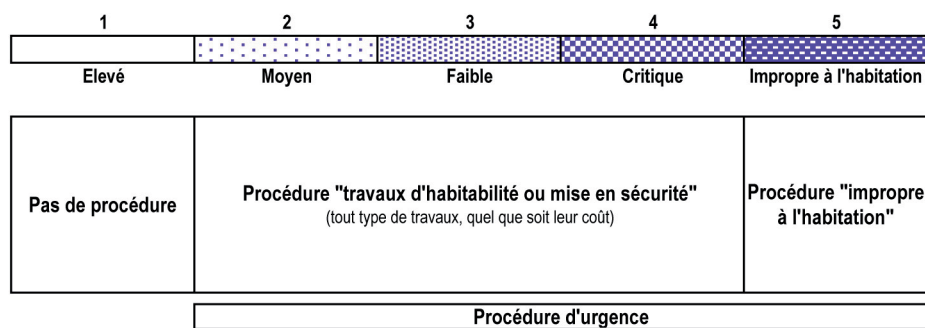 1 2 3 4 5
Elevé Moyen Faible Critique Impropre à l'habitation
Pas de procédure
Procédure "travaux d'habitabilité ou mise en sécurité"
(tout type de travaux, quel que soit leur coût)
Procédure "impropre
à l'habitation"
Procédure d'urgence